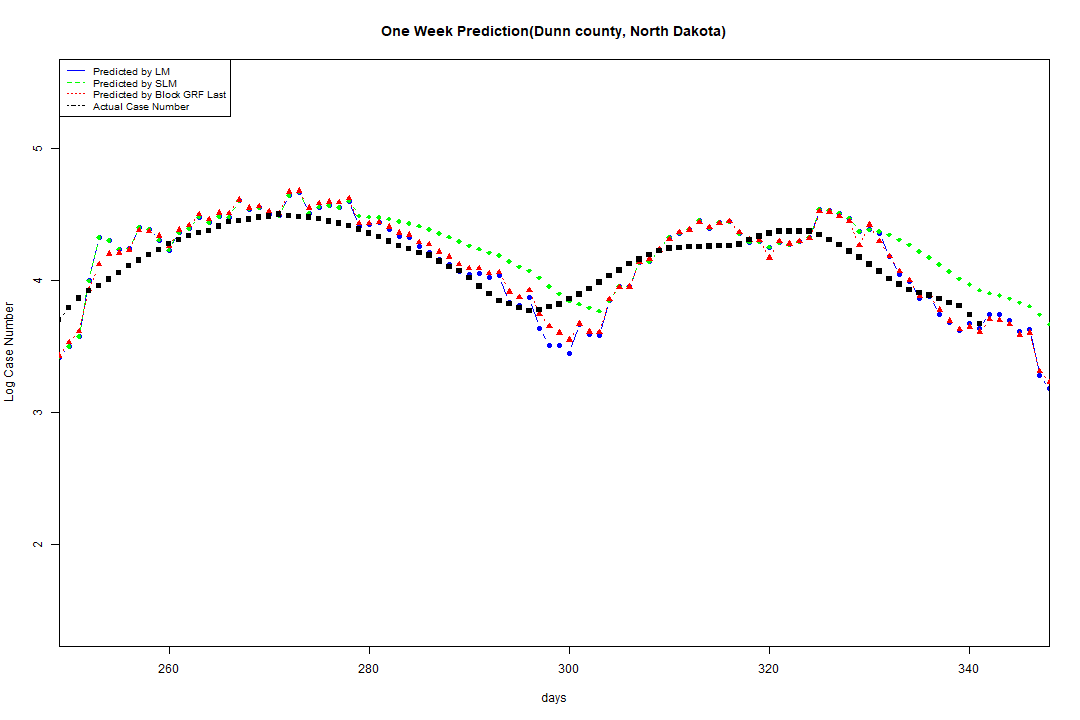 One Week Prediction(Dunn county, North Dakota)
Predicted by LM
Predicted by SLM
Predicted by Block GRF Last
Actual Case Number
5
4
3
2
Log Case Number
260 280 300 320 340
days